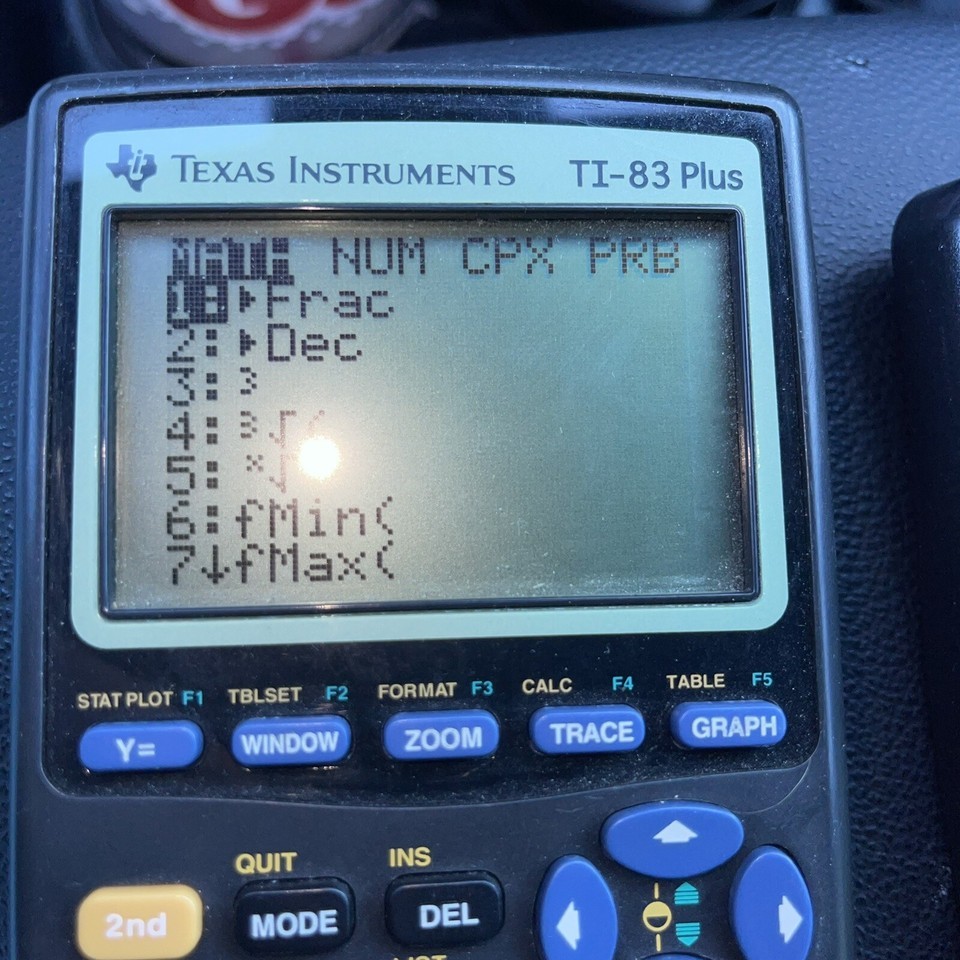 TEXAS INSTRUMENTS TI-83 Plus
MATH NUM CPX PRB
1:▸Frac
2:▸Dec
3:³
4:³√(
5:ˣ√
6:fMin(
7↓fMax(
STAT PLOT F1 TBLSET F2 FORMAT F3 CALC F4 TABLE F5
Y= WINDOW ZOOM TRACE GRAPH
QUIT INS
2nd MODE DEL